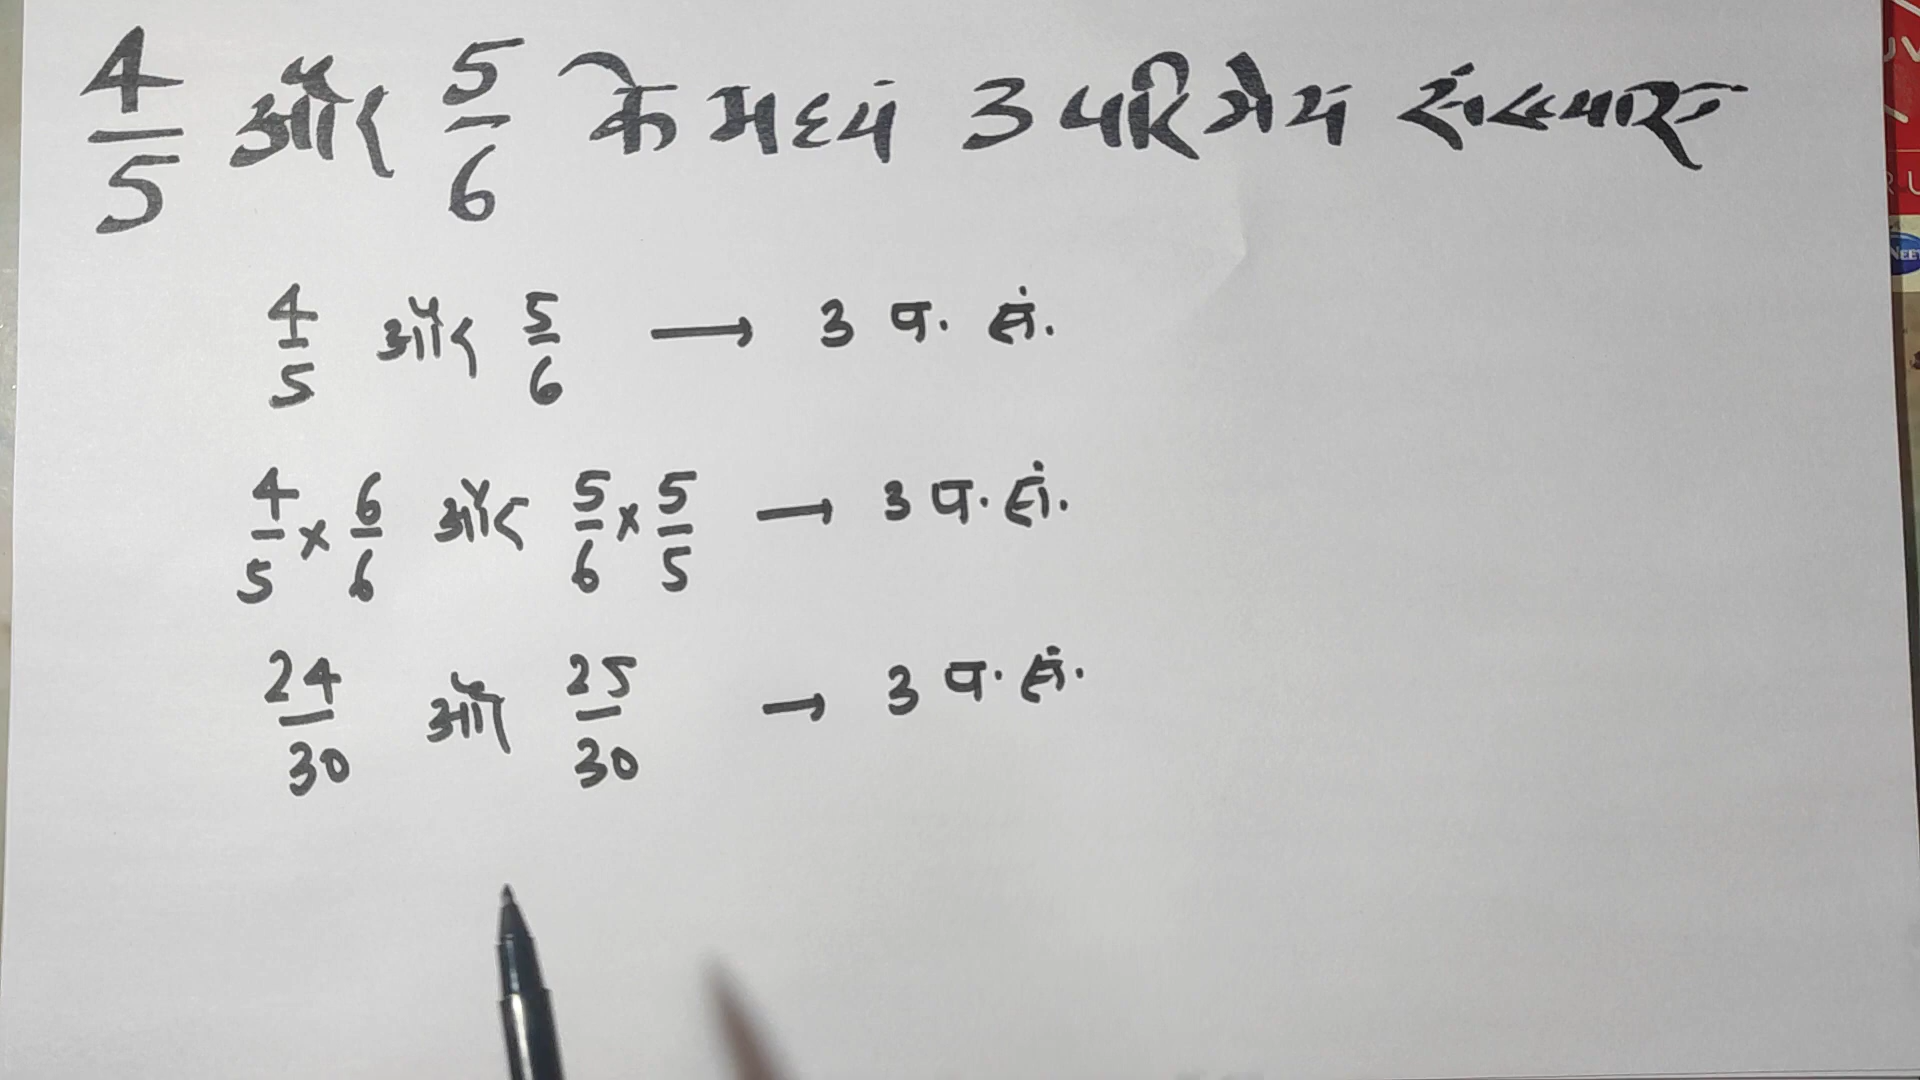 4/5 और 5/6 के मध्य 3 परिमेय संख्याएं
4/5 और 5/6 → 3 प. सं.
4/5 × 6/6 और 5/6 × 5/5 → 3 प. सं.
24/30 और 25/30 → 3 प. सं.